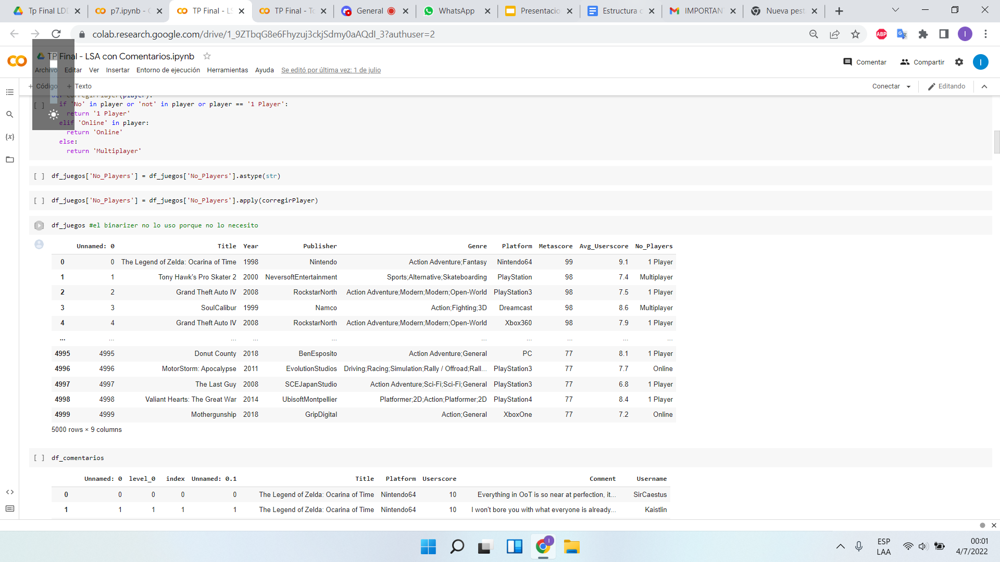 Tp Final LD
p7.ipynb - C
TP Final - LS
TP Final - To
General
WhatsApp
Presentacio
Estructura c
IMPORTAN
Nueva pest
colab.research.google.com/drive/1_9ZTbqG8e6Fhyzuj3ckjSdmy0aAQdI_3?authuser=2
ABP
I
TP Final - LSA con Comentarios.ipynb
Archivo Editar Ver Insertar Entorno de ejecución Herramientas Ayuda Se editó por última vez: 1 de julio
Comentar
Compartir
I
+ Código + Texto
Conectar
Editando
def corregirPlayer(player):
[ ] if 'No' in player or 'not' in player or player == '1 Player':
return '1 Player'
elif 'Online' in player:
return 'Online'
else:
return 'Multiplayer'
{x}
[ ] df_juegos['No_Players'] = df_juegos['No_Players'].astype(str)
[ ] df_juegos['No_Players'] = df_juegos['No_Players'].apply(corregirPlayer)
df_juegos #el binarizer no lo uso porque no lo necesito
Unnamed: 0 Title Year Publisher Genre Platform Metascore Avg_Userscore No_Players
0 0 The Legend of Zelda: Ocarina of Time 1998 Nintendo Action Adventure;Fantasy Nintendo64 99 9.1 1 Player
1 1 Tony Hawk's Pro Skater 2 2000 NeversoftEntertainment Sports;Alternative;Skateboarding PlayStation 98 7.4 Multiplayer
2 2 Grand Theft Auto IV 2008 RockstarNorth Action Adventure;Modern;Modern;Open-World PlayStation3 98 7.5 1 Player
3 3 SoulCalibur 1999 Namco Action;Fighting;3D Dreamcast 98 8.6 Multiplayer
4 4 Grand Theft Auto IV 2008 RockstarNorth Action Adventure;Modern;Modern;Open-World Xbox360 98 7.9 1 Player
... ... ... ... ... ... ... ... ... ...
4995 4995 Donut County 2018 BenEsposito Action Adventure;General PC 77 8.1 1 Player
4996 4996 MotorStorm: Apocalypse 2011 EvolutionStudios Driving;Racing;Simulation;Rally / Offroad;Rall... PlayStation3 77 7.7 Online
4997 4997 The Last Guy 2008 SCEJapanStudio Action Adventure;Sci-Fi;Sci-Fi;General PlayStation3 77 6.8 1 Player
4998 4998 Valiant Hearts: The Great War 2014 UbisoftMontpellier Platformer;2D;Action;Platformer;2D PlayStation4 77 8.4 1 Player
4999 4999 Mothergunship 2018 GripDigital Action;General XboxOne 77 7.2 Online
5000 rows × 9 columns
[ ] df_comentarios
Unnamed: 0 level_0 index Unnamed: 0.1 Title Platform Userscore Comment Username
0 0 0 0 0 The Legend of Zelda: Ocarina of Time Nintendo64 10 Everything in OoT is so near at perfection, it... SirCaestus
1 1 1 1 1 The Legend of Zelda: Ocarina of Time Nintendo64 10 I won't bore you with what everyone is already... Kaistlin
I
ESP
LAA
00:01
4/7/2022